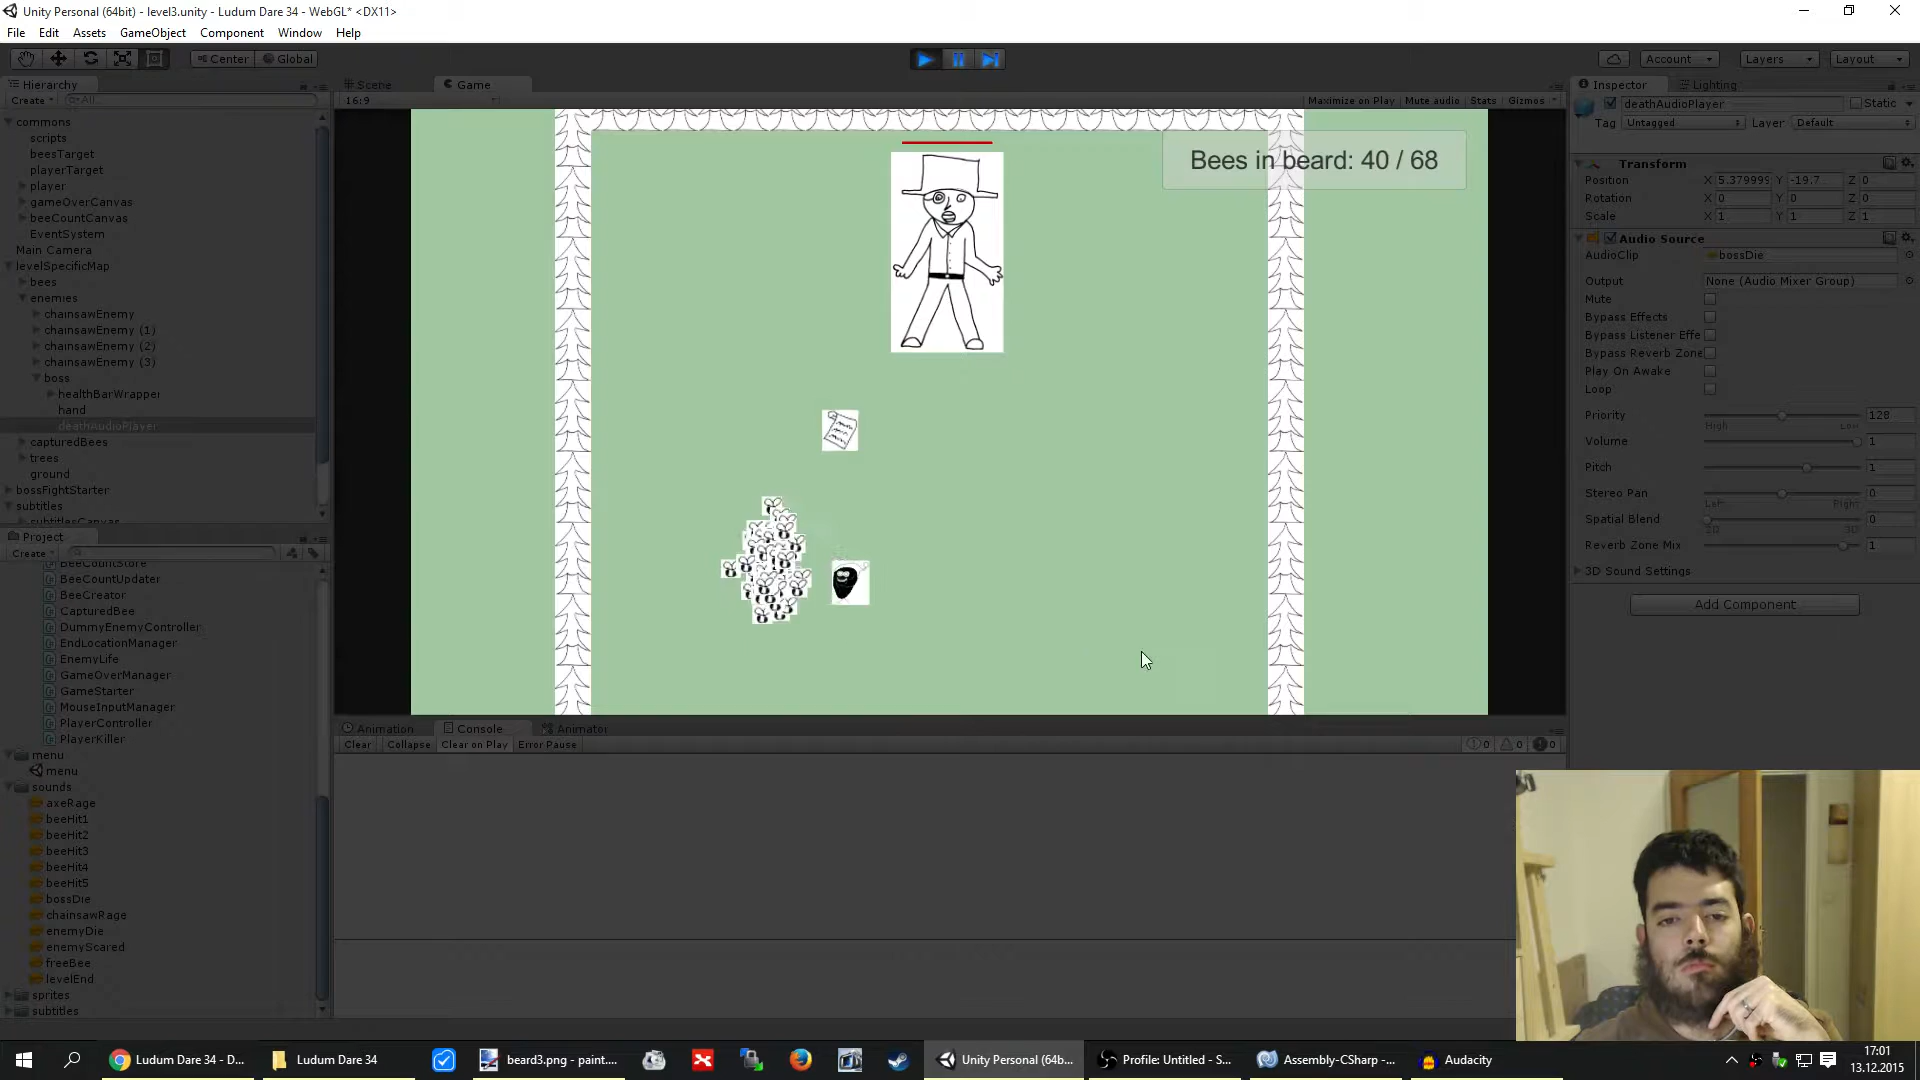 Unity Personal (64bit) - level3.unity - Ludum Dare 34 - WebGL* <DX11>
File Edit Assets GameObject Component Window Help
Center Global
Account Layers Layout
Hierarchy
Scene Game
Inspector Lighting
Create All
16:9
Maximize on Play Mute audio Stats Gizmos
deathAudioPlayer Static
Tag Untagged Layer Default
commons
scripts
beesTarget
playerTarget
player
gameOverCanvas
beeCountCanvas
EventSystem
Main Camera
levelSpecificMap
bees
enemies
chainsawEnemy
chainsawEnemy (1)
chainsawEnemy (2)
chainsawEnemy (3)
boss
healthBarWrapper
hand
deathAudioPlayer
capturedBees
trees
ground
bossFightStarter
subtitles
subtitlesCanvas
Bees in beard: 40 / 68
Transform
Position X 5.379999 Y -19.7 Z 0
Rotation X 0 Y 0 Z 0
Scale X 1 Y 1 Z 1
Audio Source
AudioClip bossDie
Output None (Audio Mixer Group)
Mute
Bypass Effects
Bypass Listener Effe
Bypass Reverb Zone
Play On Awake
Loop
Priority 128
High Low
Volume 1
Pitch 1
Stereo Pan 0
Left Right
Spatial Blend 0
2D 3D
Reverb Zone Mix 1
3D Sound Settings
Add Component
Project
Create
BeeCountStore
BeeCountUpdater
BeeCreator
CapturedBee
DummyEnemyController
EndLocationManager
EnemyLife
GameOverManager
GameStarter
MouseInputManager
PlayerController
PlayerKiller
menu
menu
sounds
axeRage
beeHit1
beeHit2
beeHit3
beeHit4
beeHit5
bossDie
chainsawRage
enemyDie
enemyScared
freeBee
levelEnd
sprites
subtitles
Animation Console Animator
Clear Collapse Clear on Play Error Pause
0 0 0
Ludum Dare 34 - D...
Ludum Dare 34
beard3.png - paint....
Unity Personal (64b...
Profile: Untitled - S...
Assembly-CSharp -...
Audacity
17:01
13.12.2015